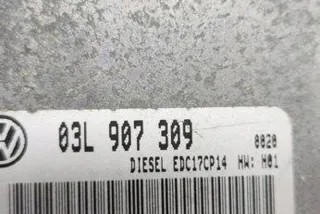 03L 907 309
0020
DIESEL EDC17CP14 HW: H01